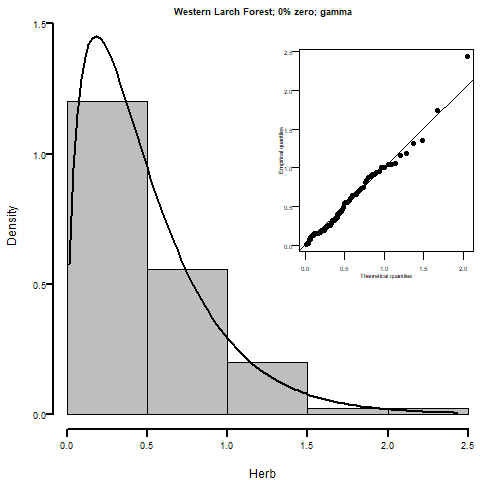 Western Larch Forest; 0% zero; gamma
1.5
1.0
0.5
0.0
Density
0.0 0.5 1.0 1.5 2.0 2.5
Herb
2.5
2.0
1.5
1.0
0.5
0.0
Empirical quantiles
0.0 0.5 1.0 1.5 2.0
Theoretical quantiles